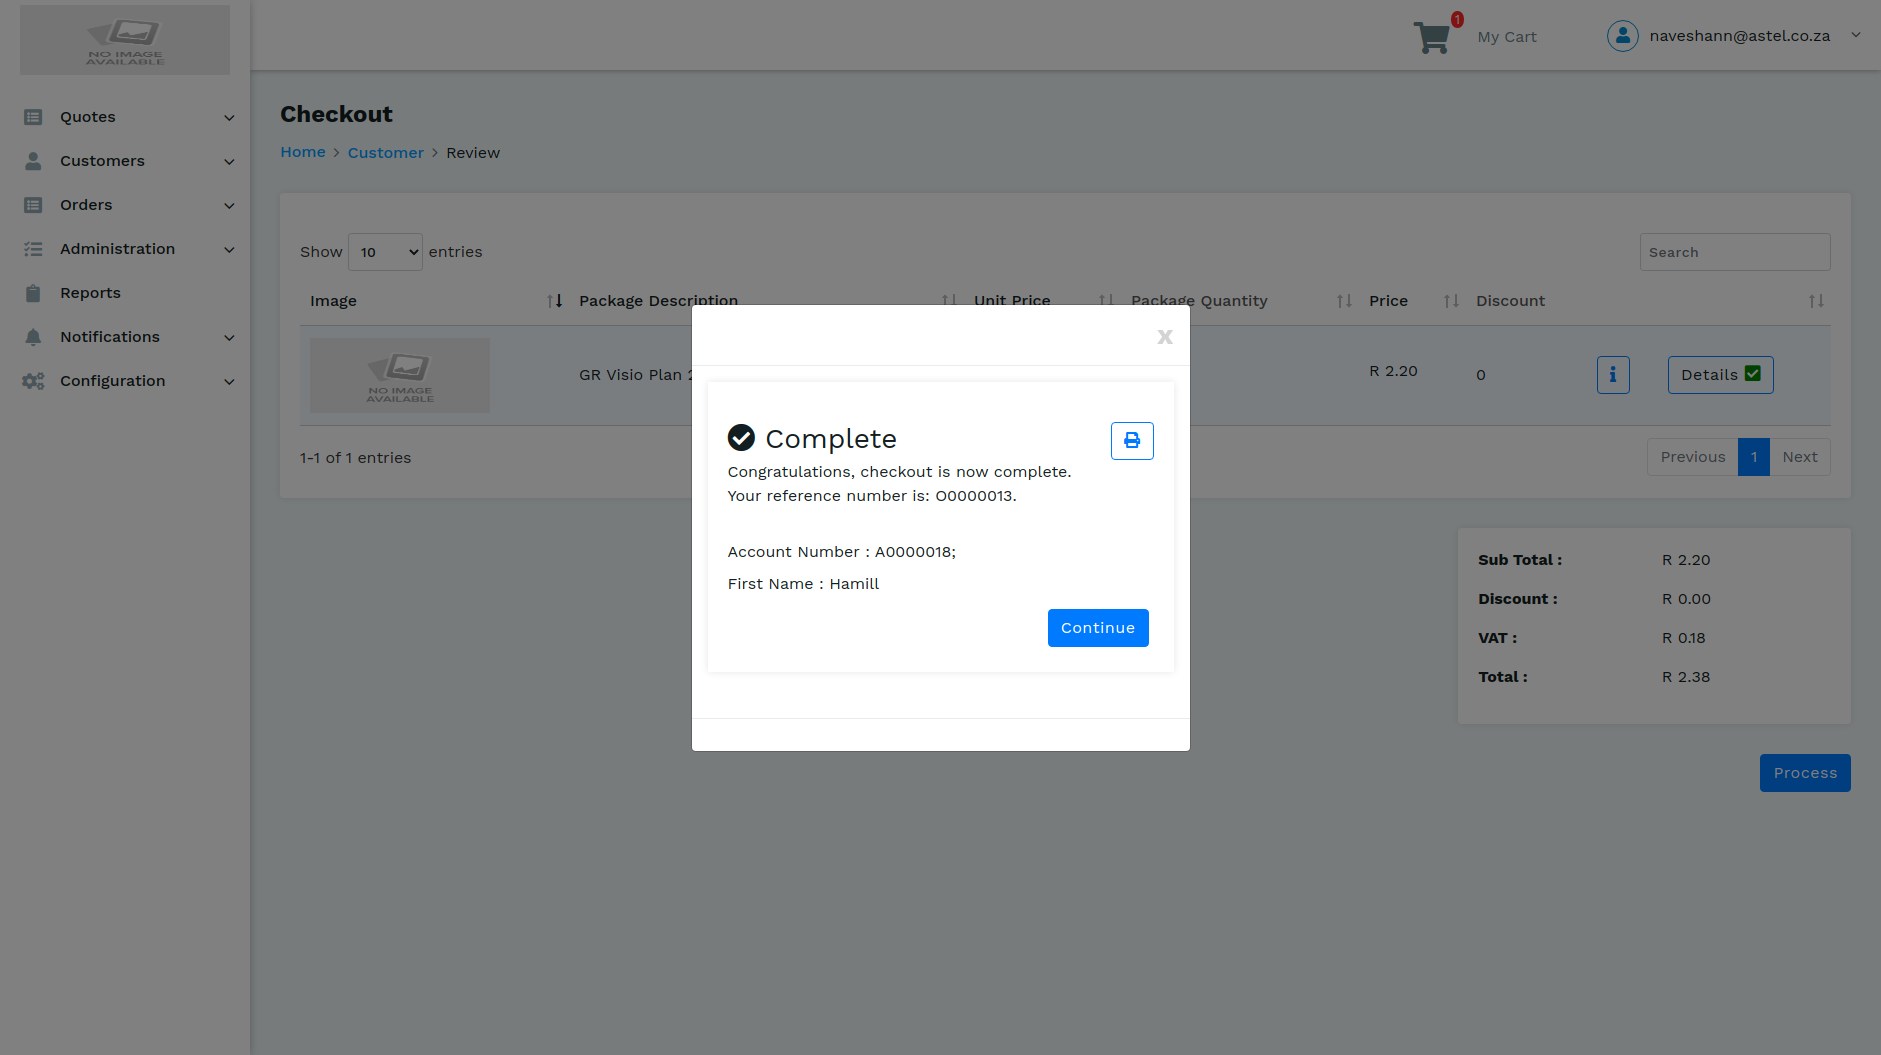 NO IMAGE
AVAILABLE
1
My Cart
naveshann@astel.co.za
Quotes
Customers
Orders
Administration
Reports
Notifications
Configuration
Checkout
Home > Customer > Review
Show 10 entries
Search
Image Package Description Unit Price Package Quantity Price Discount
NO IMAGE
AVAILABLE
GR Visio Plan
R 2.20
0
Details
1-1 of 1 entries
Previous 1 Next
x
Complete
Congratulations, checkout is now complete.
Your reference number is: O0000013.
Account Number : A0000018;
First Name : Hamill
Continue
Sub Total : R 2.20
Discount : R 0.00
VAT : R 0.18
Total : R 2.38
Process